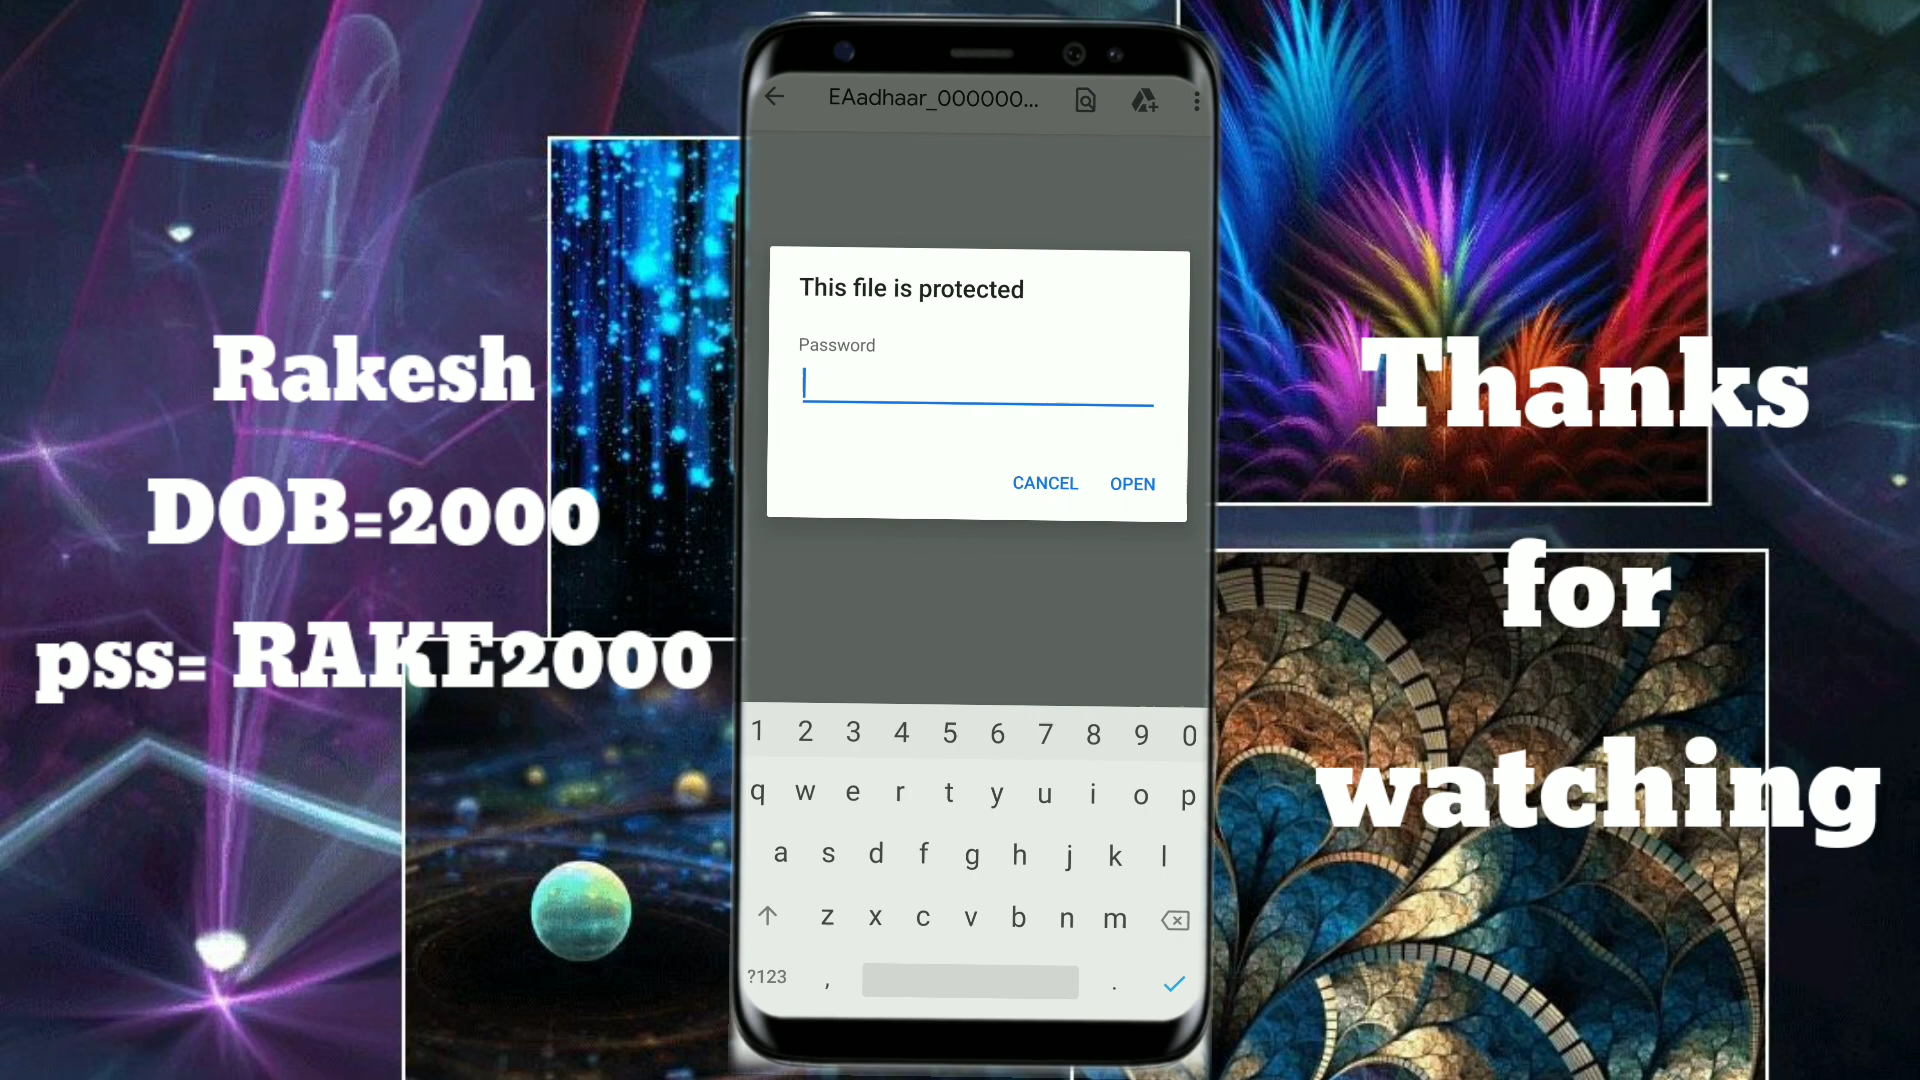 Rakesh
DOB=2000
pss= RAKE2000
EAadhaar_000000...
This file is protected
Password
CANCEL OPEN
1 2 3 4 5 6 7 8 9 0
q w e r t y u i o p
a s d f g h j k l
z x c v b n m
?123 , .
Thanks
for
watching